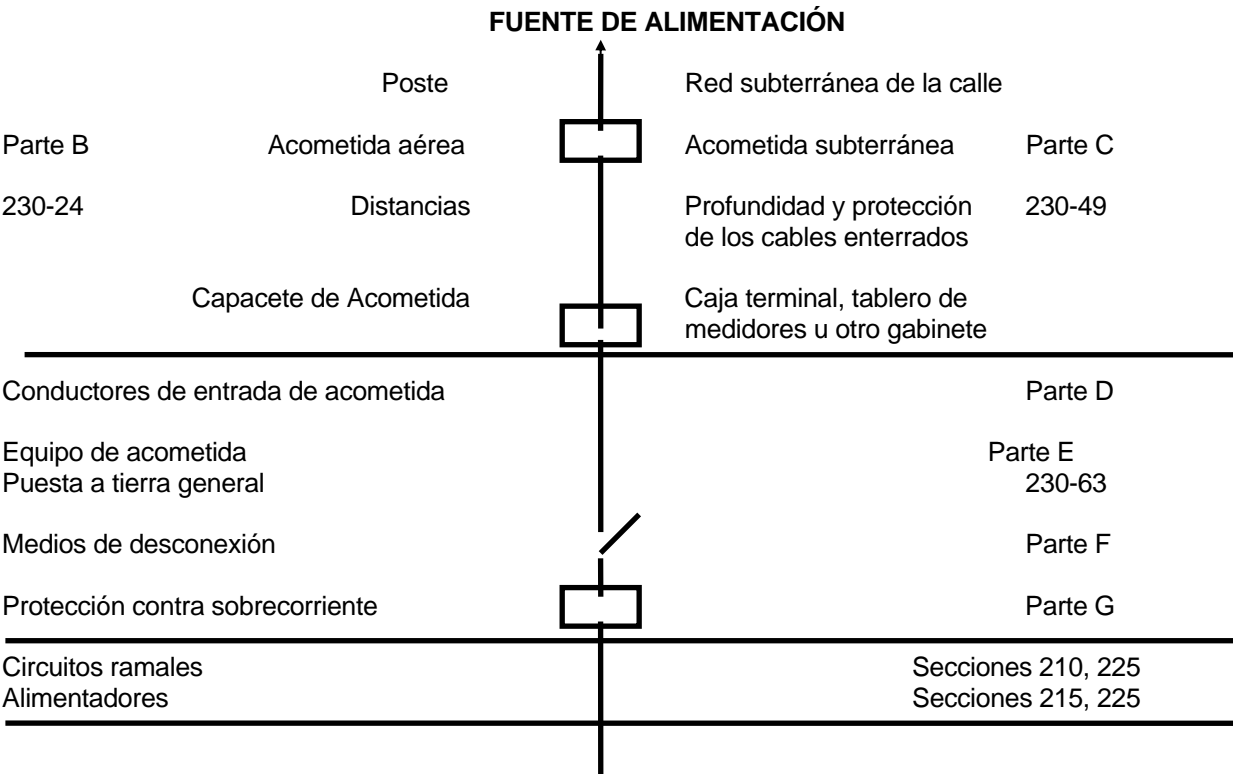 FUENTE DE ALIMENTACIÓN
Poste Red subterránea de la calle
Parte B Acometida aérea Acometida subterránea Parte C
230-24 Distancias Profundidad y protección 230-49
de los cables enterrados
Capacete de Acometida Caja terminal, tablero de
medidores u otro gabinete
Conductores de entrada de acometida Parte D
Equipo de acometida Parte E
Puesta a tierra general 230-63
Medios de desconexión Parte F
Protección contra sobrecorriente Parte G
Circuitos ramales Secciones 210, 225
Alimentadores Secciones 215, 225